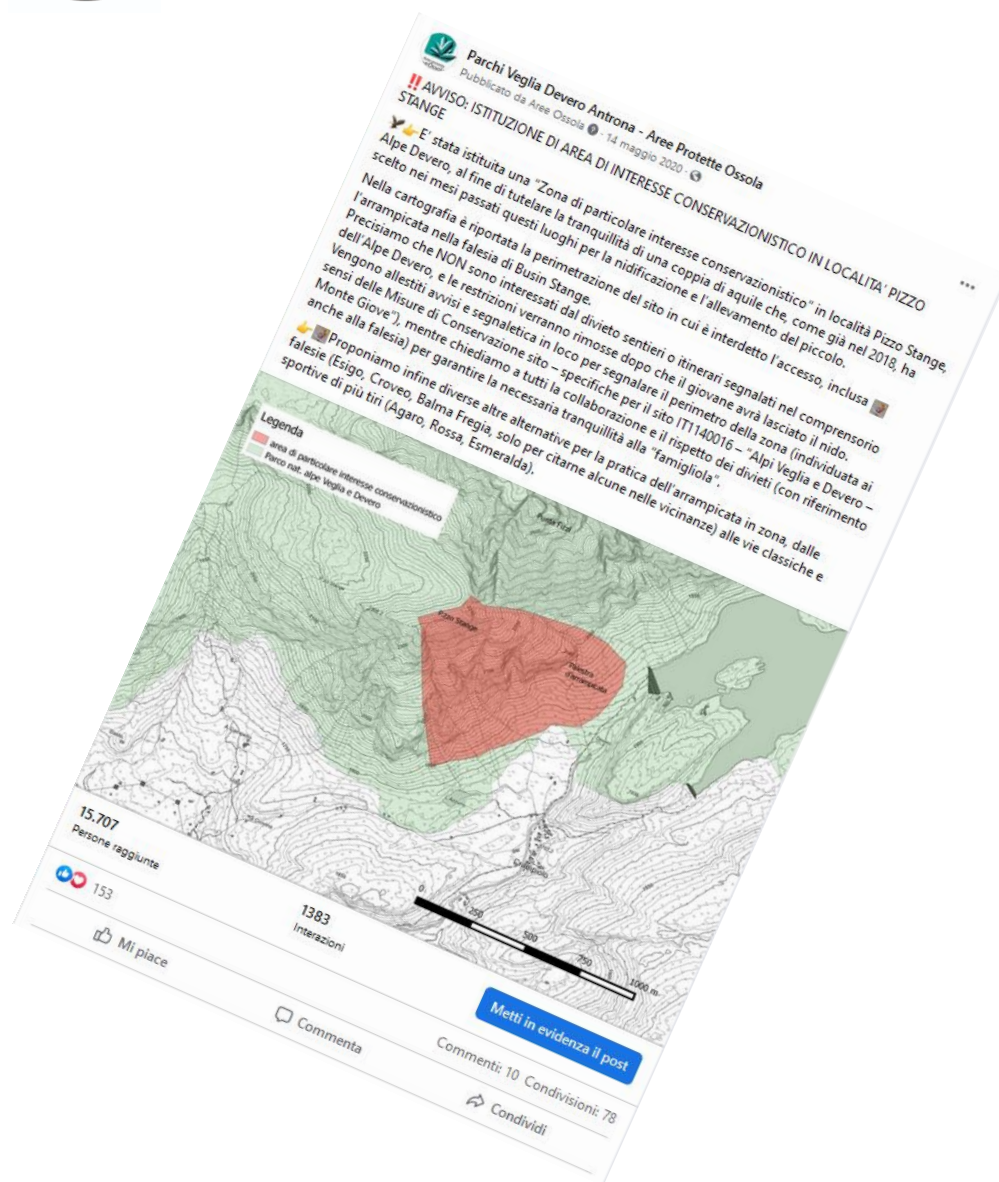 Parchi Veglia Devero Antrona - Aree Protette Ossola
Pubblicato da Aree Ossola · 14 maggio 2020 ·
‼ AVVISO: ISTITUZIONE DI AREA DI INTERESSE CONSERVAZIONISTICO IN LOCALITA' PIZZO
STANGE
E' stata istituita una "Zona di particolare interesse conservazionistico" in località Pizzo Stange,
Alpe Devero, al fine di tutelare la tranquillità di una coppia di aquile che, come già nel 2018, ha
scelto nei mesi passati questi luoghi per la nidificazione e l'allevamento del piccolo.
Nella cartografia è riportata la perimetrazione del sito in cui è interdetto l'accesso, inclusa
l'arrampicata nella falesia di Busin Stange.
Precisiamo che NON sono interessati dal divieto sentieri o itinerari segnalati nel comprensorio
dell'Alpe Devero, e le restrizioni verranno rimosse dopo che il giovane avrà lasciato il nido.
Vengono allestiti avvisi e segnaletica in loco per segnalare il perimetro della zona (individuata ai
sensi delle Misure di Conservazione sito – specifiche per il sito IT1140016 – "Alpi Veglia e Devero –
Monte Giove"), mentre chiediamo a tutti la collaborazione e il rispetto dei divieti (con riferimento
anche alla falesia) per garantire la necessaria tranquillità alla "famigliola".
Proponiamo infine diverse altre alternative per la pratica dell'arrampicata in zona, dalle
falesie (Esigo, Croveo, Balma Fregia, solo per citarne alcune nelle vicinanze) alle vie classiche e
sportive di più tiri (Agaro, Rossa, Esmeralda).
Legenda
area di particolare interesse conservazionistico
Parco nat. alpe Veglia e Devero
Pizzo Stange
palestra
d'arrampicata
0 250 500 750 1000 m
15.707
Persone raggiunte
1383
Interazioni
Metti in evidenza il post
153
Commenti: 10 Condivisioni: 78
Mi piace
Commenta
Condividi